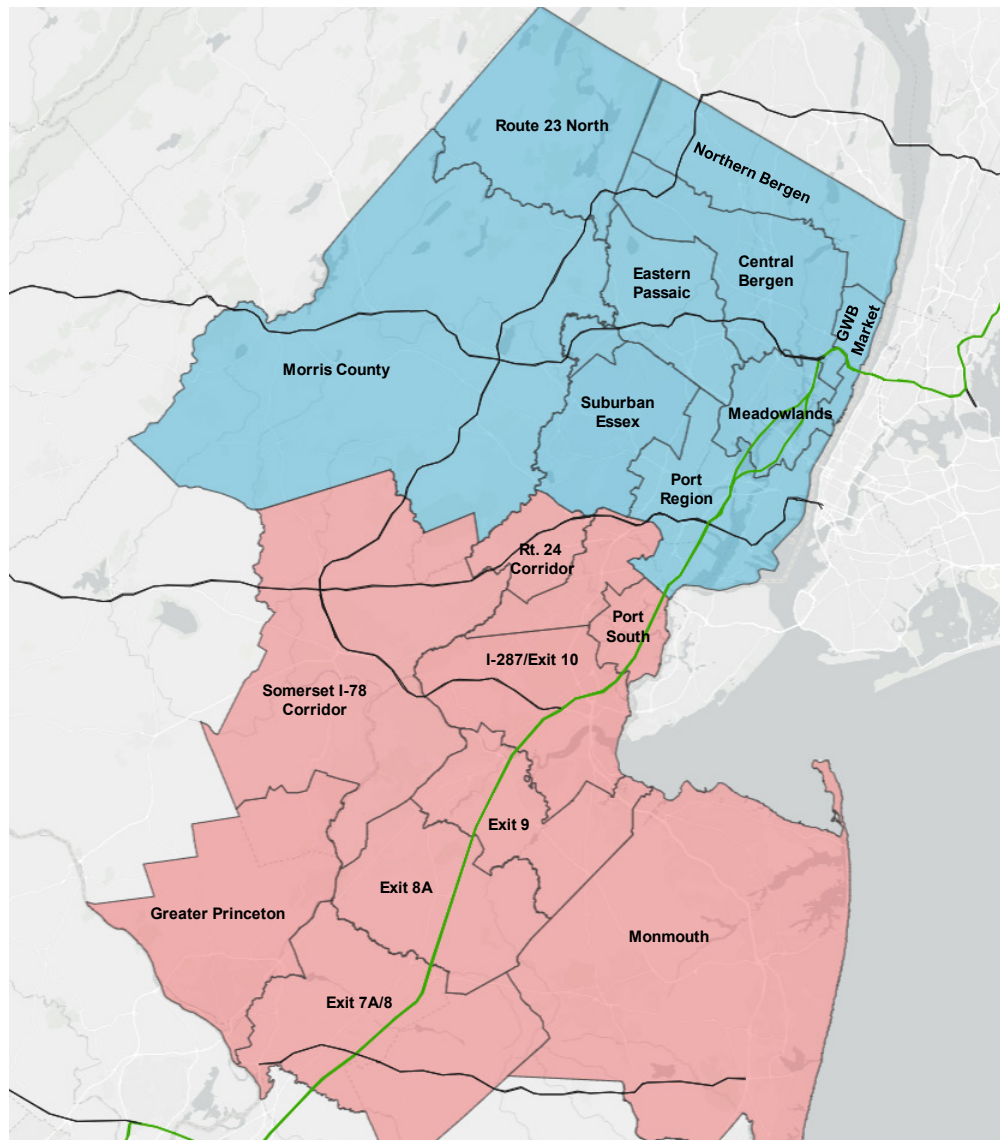 Route 23 North
Northern Bergen
Central
Bergen
Eastern
Passaic
GWB
Market
Morris County
Suburban
Essex
Meadowlands
Port
Region
Rt. 24
Corridor
Port
South
I-287/Exit 10
Somerset I-78
Corridor
Exit 9
Exit 8A
Greater Princeton
Monmouth
Exit 7A/8